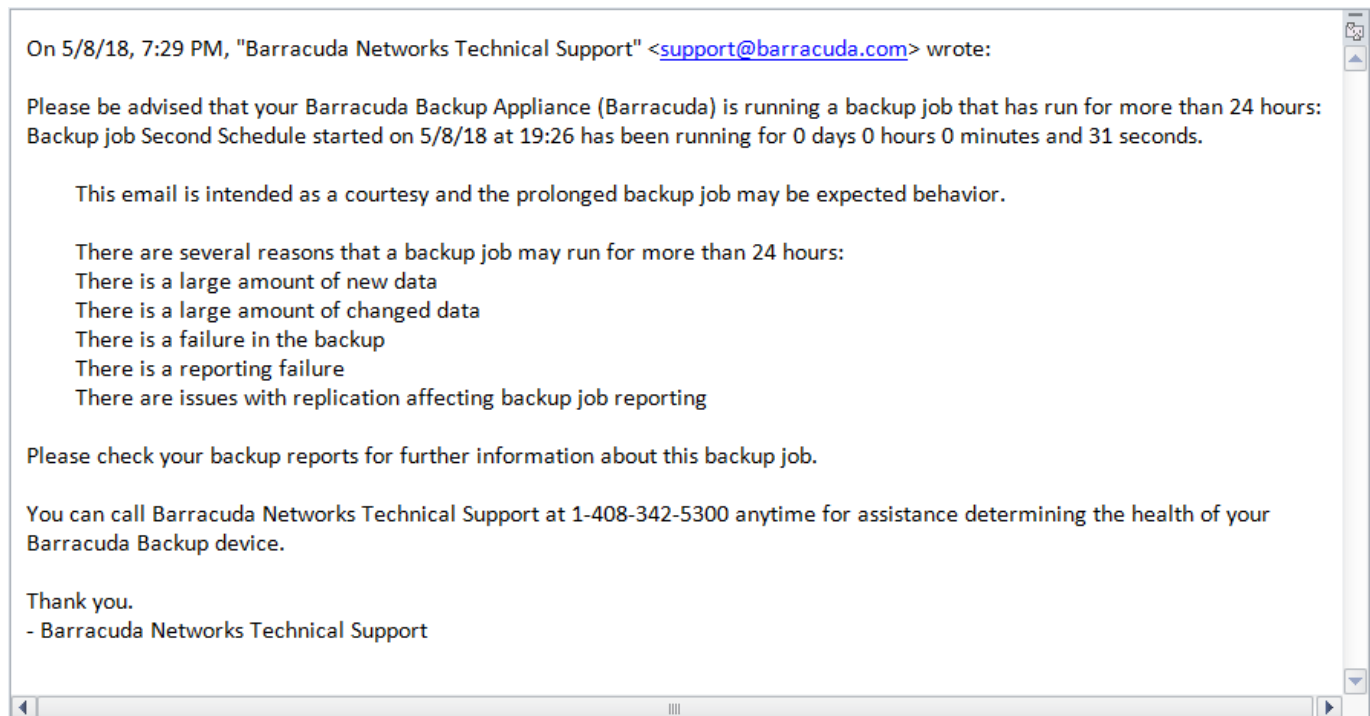 On 5/8/18, 7:29 PM, "Barracuda Networks Technical Support" <support@barracuda.com> wrote:
Please be advised that your Barracuda Backup Appliance (Barracuda) is running a backup job that has run for more than 24 hours:
Backup job Second Schedule started on 5/8/18 at 19:26 has been running for 0 days 0 hours 0 minutes and 31 seconds.
This email is intended as a courtesy and the prolonged backup job may be expected behavior.
There are several reasons that a backup job may run for more than 24 hours:
There is a large amount of new data
There is a large amount of changed data
There is a failure in the backup
There is a reporting failure
There are issues with replication affecting backup job reporting
Please check your backup reports for further information about this backup job.
You can call Barracuda Networks Technical Support at 1-408-342-5300 anytime for assistance determining the health of your
Barracuda Backup device.
Thank you.
- Barracuda Networks Technical Support